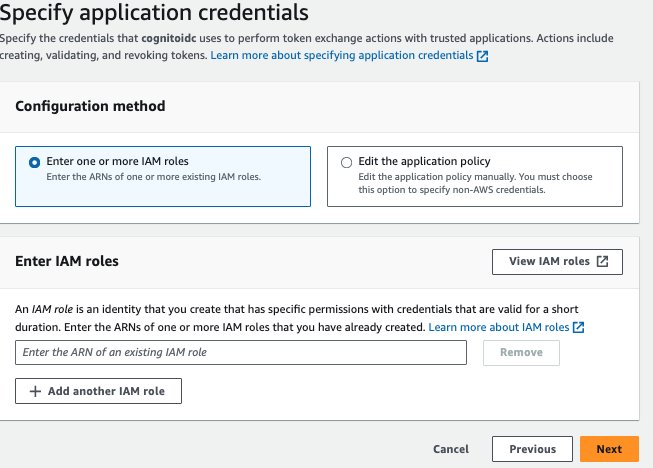 Specify application credentials
Specify the credentials that cognitoidc uses to perform token exchange actions with trusted applications. Actions include
creating, validating, and revoking tokens. Learn more about specifying application credentials
Configuration method
Enter one or more IAM roles
Enter the ARNs of one or more existing IAM roles.
Edit the application policy
Edit the application policy manually. You must choose
this option to specify non-AWS credentials.
Enter IAM roles
View IAM roles
An IAM role is an identity that you create that has specific permissions with credentials that are valid for a short
duration. Enter the ARNs of one or more IAM roles that you have already created. Learn more about IAM roles
Enter the ARN of an existing IAM role
Remove
+ Add another IAM role
Cancel
Previous
Next